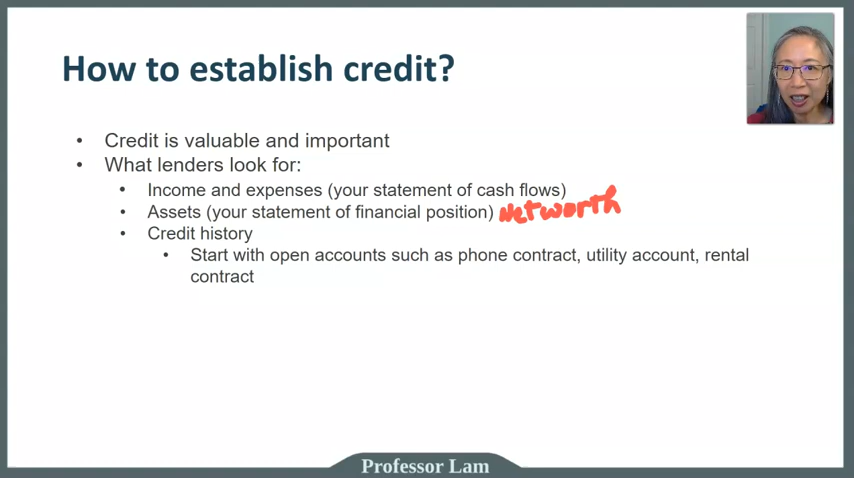 How to establish credit?
• Credit is valuable and important
• What lenders look for:
• Income and expenses (your statement of cash flows)
• Assets (your statement of financial position) Networth
• Credit history
• Start with open accounts such as phone contract, utility account, rental
contract
Professor Lam